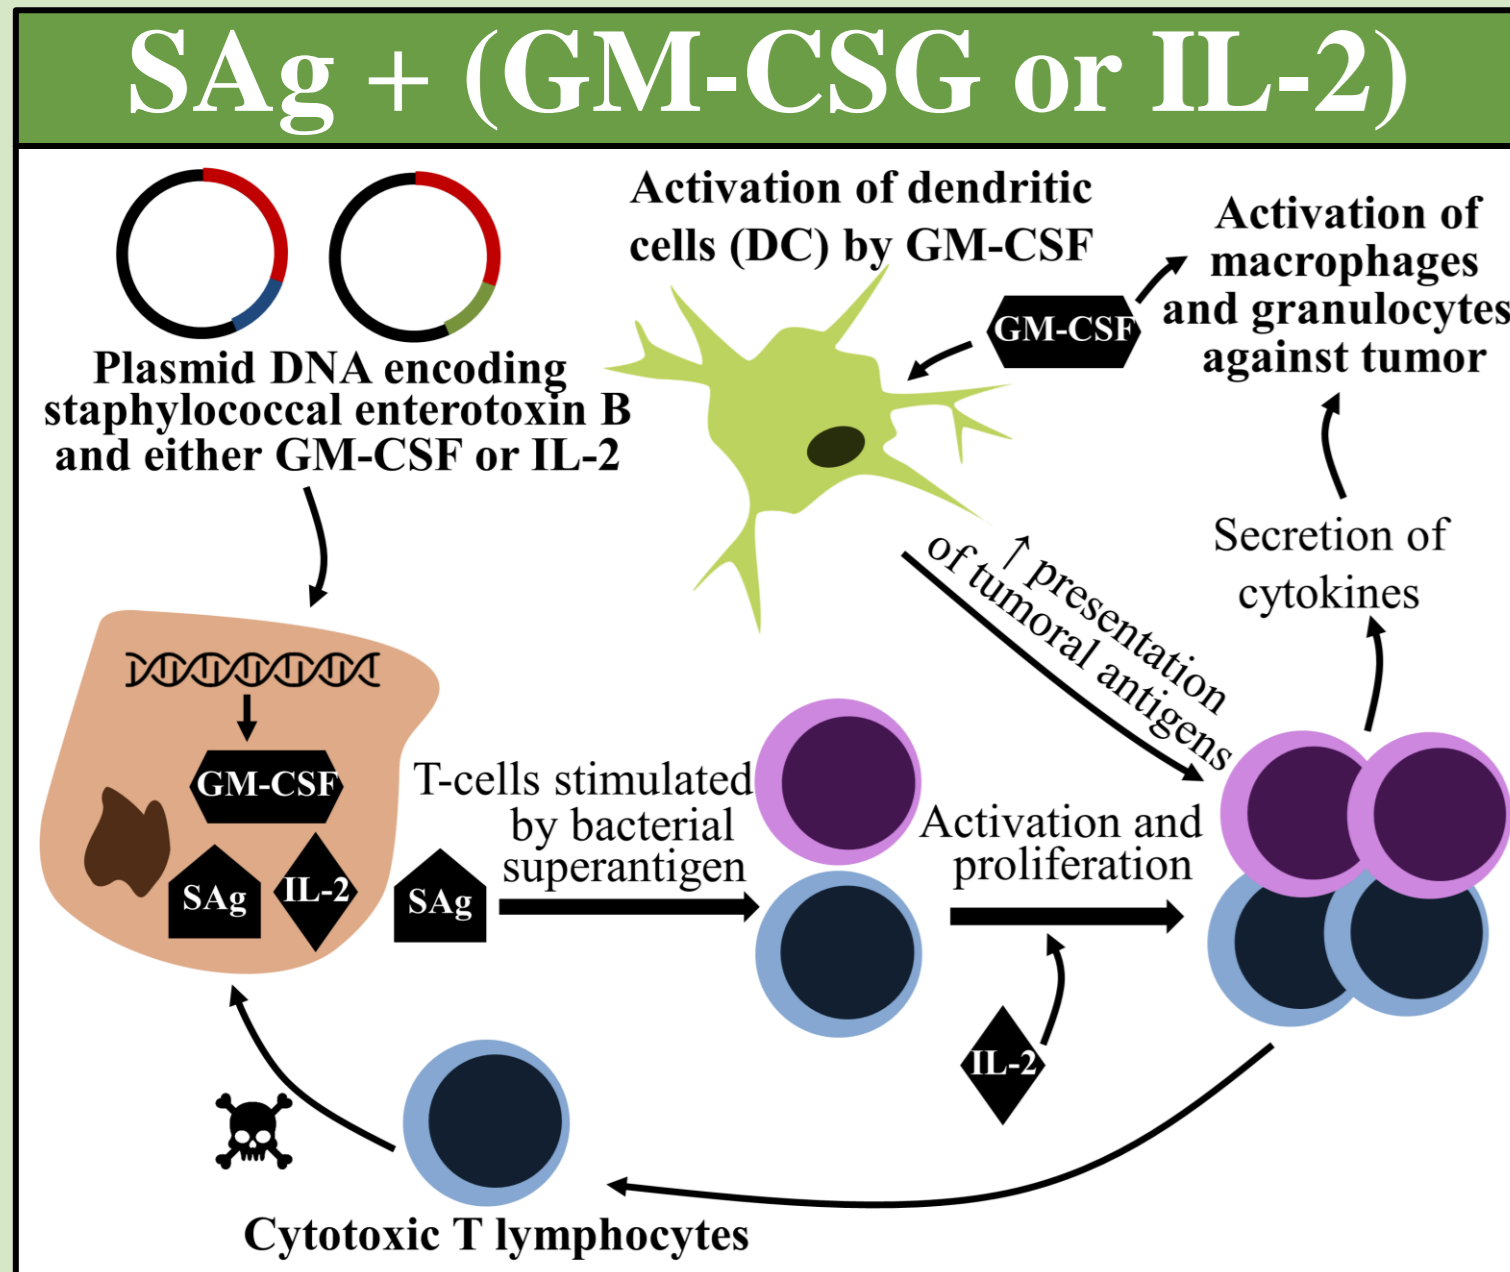 SAg + (GM-CSG or IL-2)
Plasmid DNA encoding
staphylococcal enterotoxin B
and either GM-CSF or IL-2
Activation of dendritic
cells (DC) by GM-CSF
GM-CSF
Activation of
macrophages
and granulocytes
against tumor
Secretion of
cytokines
↑ presentation
of tumoral antigens
GM-CSF
SAg
IL-2
SAg
T-cells stimulated
by bacterial
superantigen
Activation and
proliferation
IL-2
Cytotoxic T lymphocytes